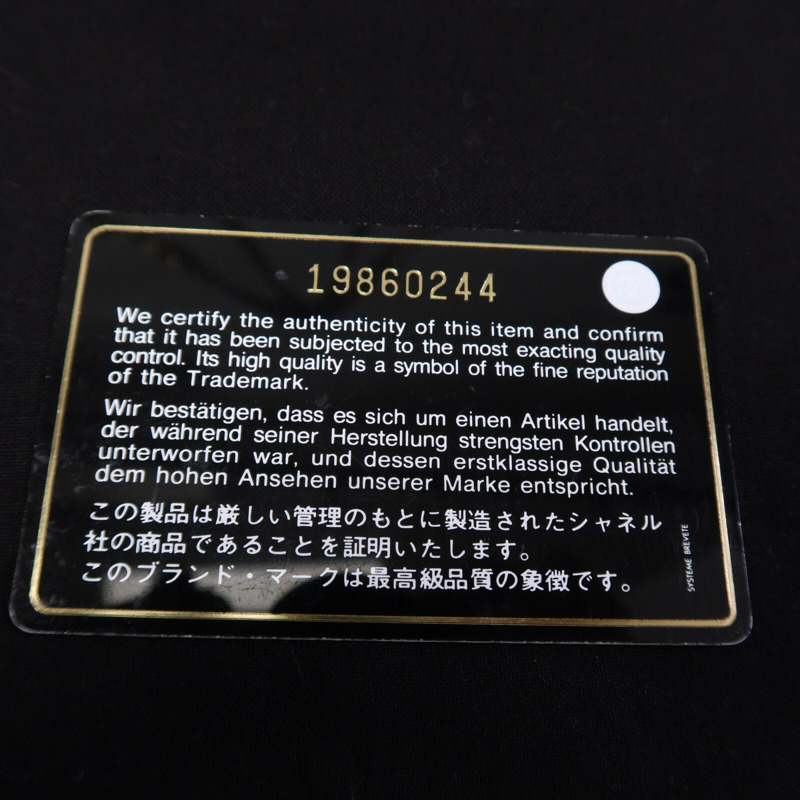 19860244
We certify the authenticity of this item and confirm
that it has been subjected to the most exacting quality
control. Its high quality is a symbol of the fine reputation
of the Trademark.
Wir bestätigen, dass es sich um einen Artikel handelt,
der während seiner Herstellung strengsten Kontrollen
unterworfen war, und dessen erstklassige Qualität
dem hohen Ansehen unserer Marke entspricht.
この製品は厳しい管理のもとに製造されたシャネル
社の商品であることを証明いたします。
このブランド・マークは最高級品質の象徴です。
SYSTEME BREVETE